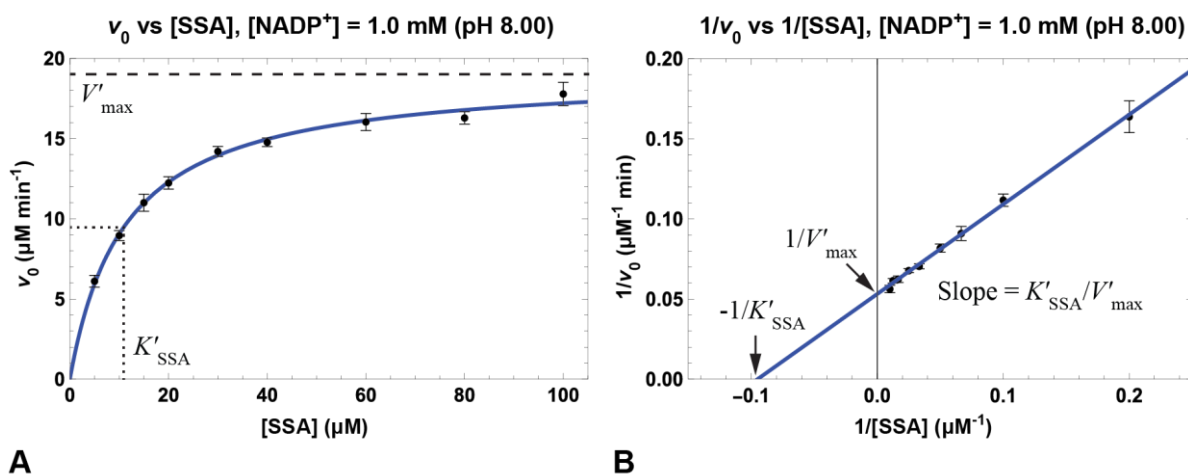 v₀ vs [SSA], [NADP⁺] = 1.0 mM (pH 8.00)
20
15
10
5
0
v₀ (µM min⁻¹)
V′max
K′SSA
0
20
40
60
80
100
[SSA] (µM)
A
1/v₀ vs 1/[SSA], [NADP⁺] = 1.0 mM (pH 8.00)
0.20
0.15
0.10
0.05
0.00
1/v₀ (µM⁻¹ min)
1/V′max
-1/K′SSA
Slope = K′SSA/V′max
−0.1
0.0
0.1
0.2
1/[SSA] (µM⁻¹)
B